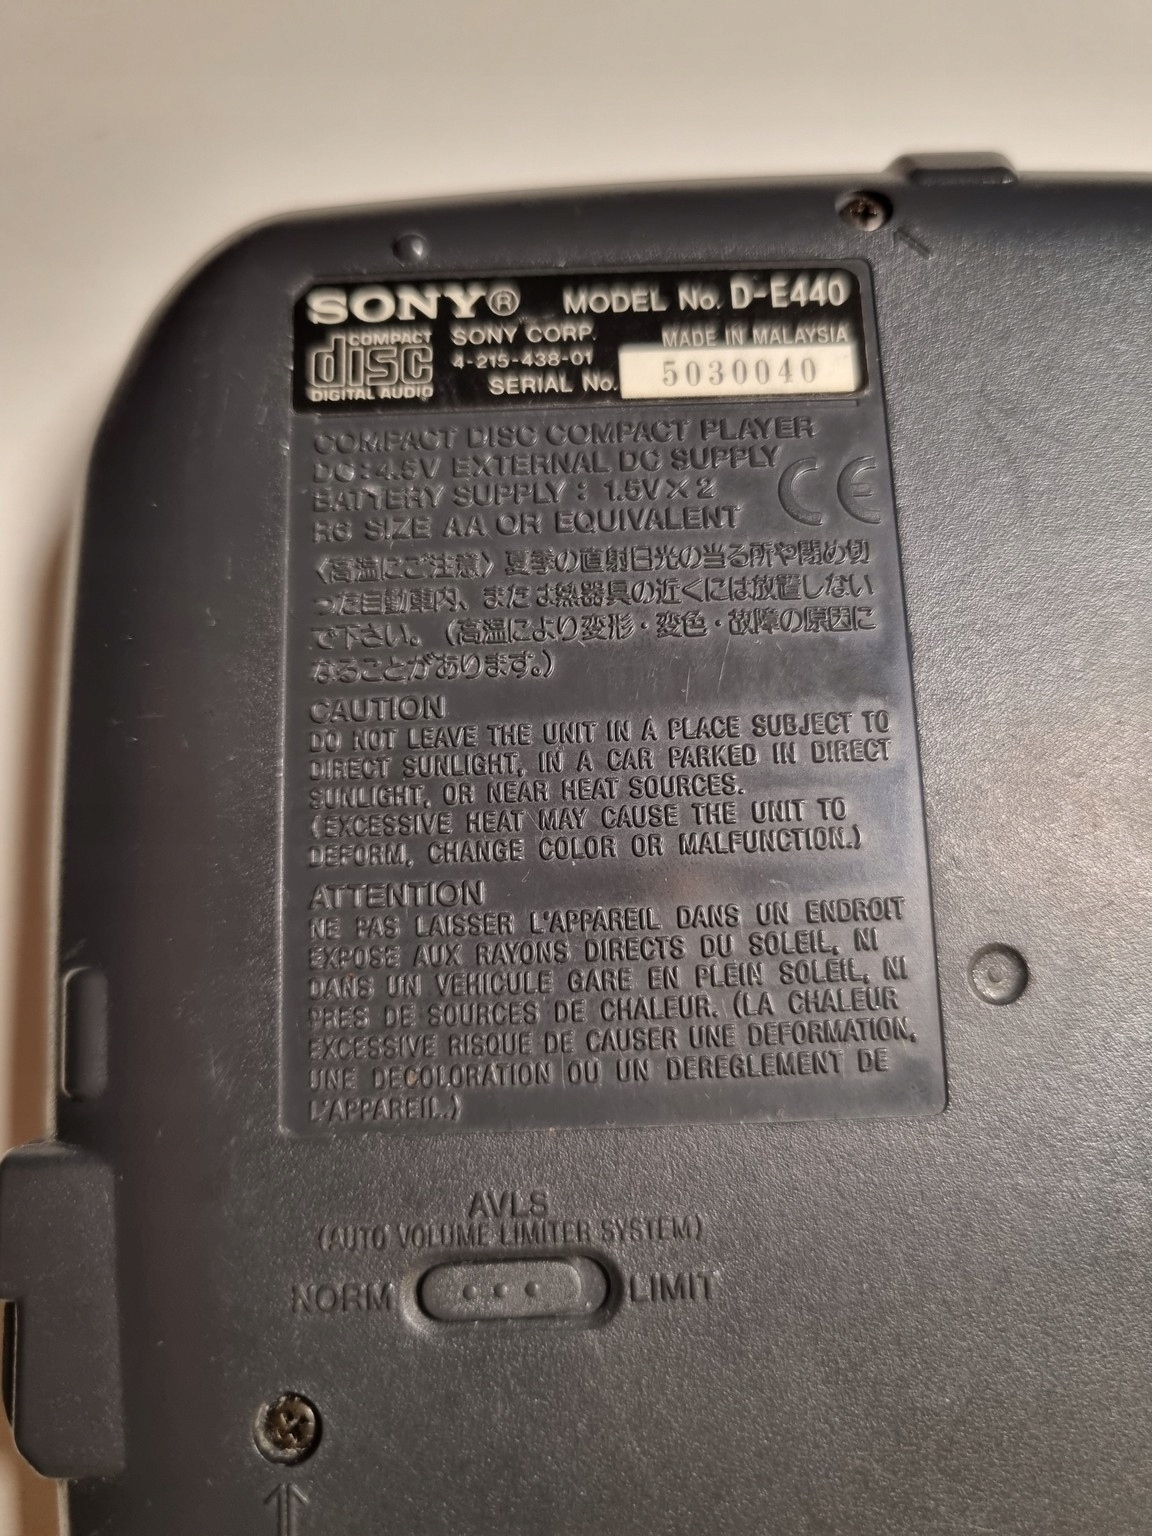 SONY® MODEL No. D-E440
COMPACT disc DIGITAL AUDIO
SONY CORP. MADE IN MALAYSIA
4-215-438-01
SERIAL No. 5030040
COMPACT DISC COMPACT PLAYER
DC:4.5V EXTERNAL DC SUPPLY
BATTERY SUPPLY : 1.5V×2
R6 SIZE AA OR EQUIVALENT
CE
〈高温にご注意〉夏季の直射日光の当る所や閉め切
った自動車内、または熱器具の近くには放置しない
で下さい。(高温により変形・変色・故障の原因に
なることがあります。)
CAUTION
DO NOT LEAVE THE UNIT IN A PLACE SUBJECT TO
DIRECT SUNLIGHT, IN A CAR PARKED IN DIRECT
SUNLIGHT, OR NEAR HEAT SOURCES.
(EXCESSIVE HEAT MAY CAUSE THE UNIT TO
DEFORM, CHANGE COLOR OR MALFUNCTION.)
ATTENTION
NE PAS LAISSER L'APPAREIL DANS UN ENDROIT
EXPOSE AUX RAYONS DIRECTS DU SOLEIL, NI
DANS UN VEHICULE GARE EN PLEIN SOLEIL, NI
PRES DE SOURCES DE CHALEUR. (LA CHALEUR
EXCESSIVE RISQUE DE CAUSER UNE DEFORMATION,
UNE DECOLORATION OU UN DEREGLEMENT DE
L'APPAREIL.)
AVLS
(AUTO VOLUME LIMITER SYSTEM)
NORM LIMIT